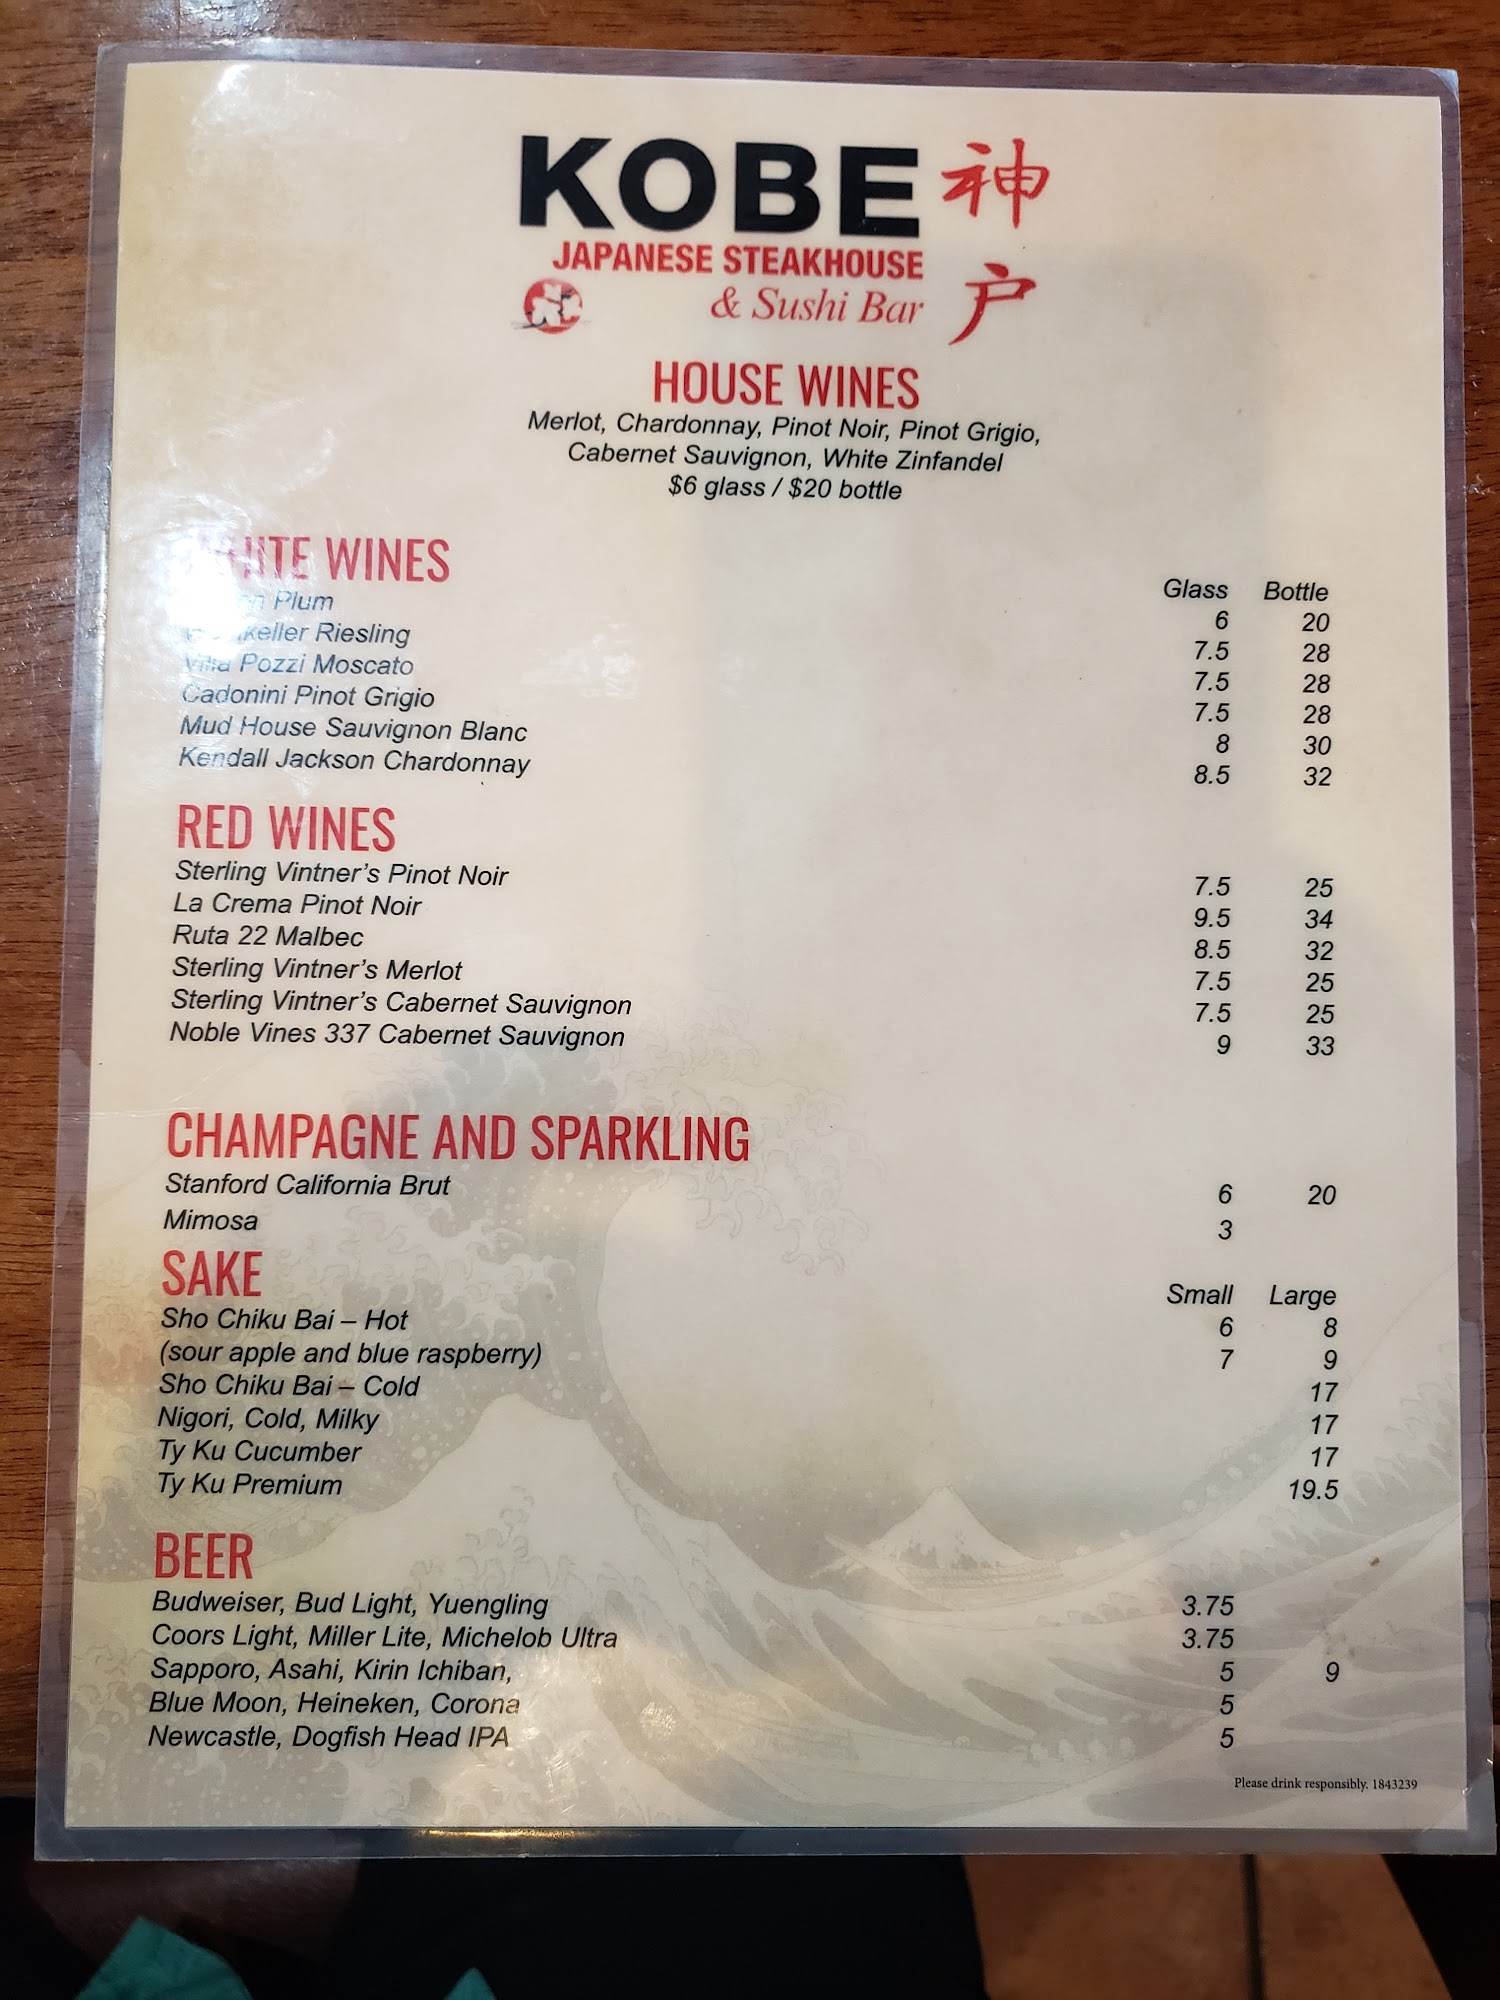 KOBE 神戸
JAPANESE STEAKHOUSE
& Sushi Bar
HOUSE WINES
Merlot, Chardonnay, Pinot Noir, Pinot Grigio,
Cabernet Sauvignon, White Zinfandel
$6 glass / $20 bottle
WHITE WINES
Glass Bottle
Plum 6 20
Riesling 7.5 28
Villa Pozzi Moscato 7.5 28
Cadonini Pinot Grigio 7.5 28
Mud House Sauvignon Blanc 8 30
Kendall Jackson Chardonnay 8.5 32
RED WINES
Sterling Vintner's Pinot Noir 7.5 25
La Crema Pinot Noir 9.5 34
Ruta 22 Malbec 8.5 32
Sterling Vintner's Merlot 7.5 25
Sterling Vintner's Cabernet Sauvignon 7.5 25
Noble Vines 337 Cabernet Sauvignon 9 33
CHAMPAGNE AND SPARKLING
Stanford California Brut 6 20
Mimosa 3
SAKE
Small Large
Sho Chiku Bai – Hot 6 8
(sour apple and blue raspberry) 7 9
Sho Chiku Bai – Cold 17
Nigori, Cold, Milky 17
Ty Ku Cucumber 17
Ty Ku Premium 19.5
BEER
Budweiser, Bud Light, Yuengling 3.75
Coors Light, Miller Lite, Michelob Ultra 3.75
Sapporo, Asahi, Kirin Ichiban, 5 9
Blue Moon, Heineken, Corona 5
Newcastle, Dogfish Head IPA 5
Please drink responsibly. 1843239